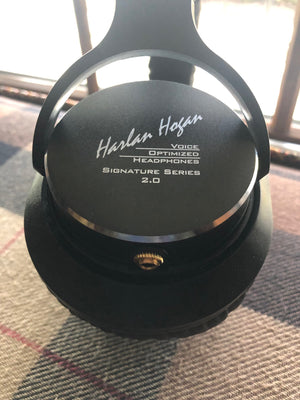 Harlan Hogan
Voice
Optimized
Headphones
Signature Series
2.0